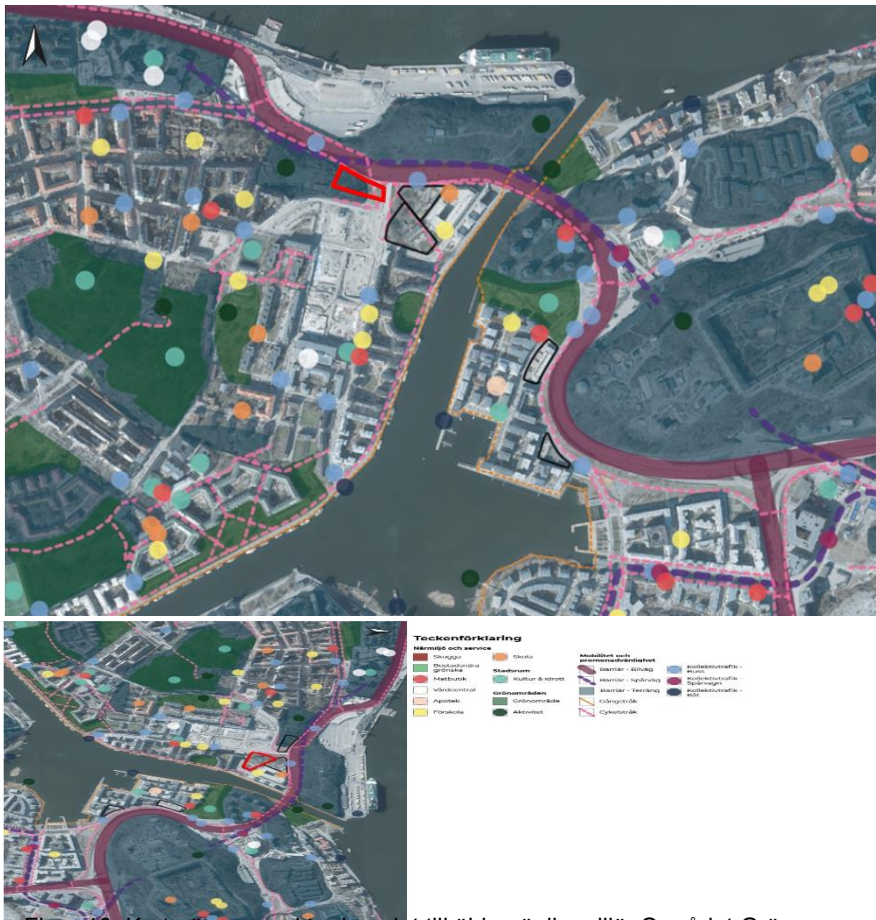 Teckenförklaring
Närmiljö och service
Skugga
Bostadsnära
grönska
Matbutik
Vårdcentral
Apotek
Förskola
Skola
Stadsrum
Kultur & idrott
Grönområden
Grönområde
Aktivitet
Mobilitet och
promenadvänlighet
Barriär - Bilväg
Barriär - Spårväg
Barriär - Terräng
Gångstråk
Cykelstråk
Kollektivtrafik -
Buss
Kollektivtrafik -
Spårvagn
Kollektivtrafik -
Båt